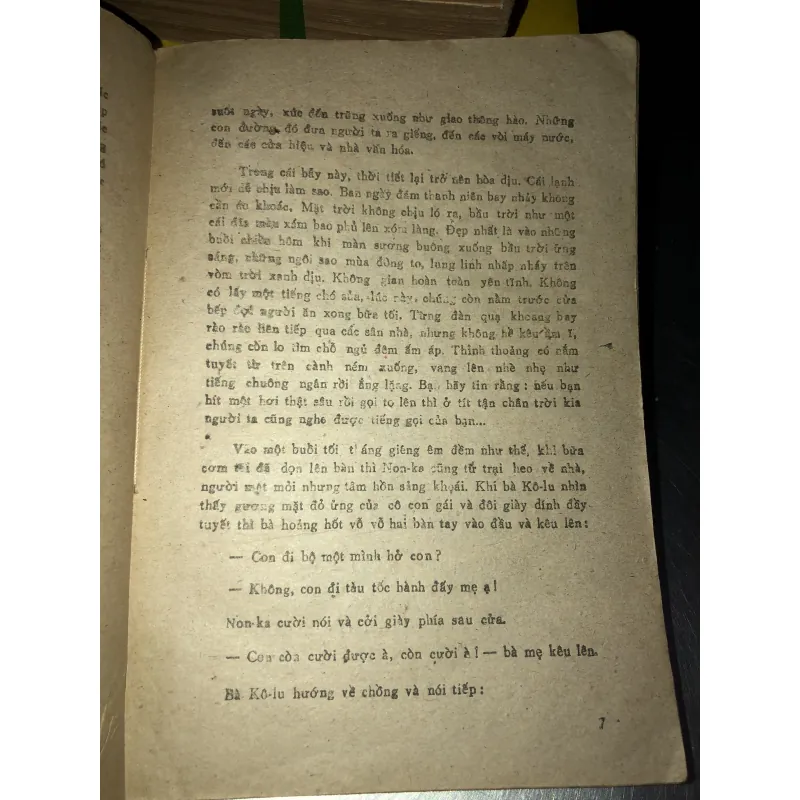 suốt ngày, xúc đến trũng xuống như giao thông hào. Những
con đường đó đưa người ta ra giếng, đến các vòi máy nước,
đến các cửa hiệu và nhà văn hóa.
Trong cái bẫy này, thời tiết lại trở nên hòa dịu. Cái lạnh
mới dễ chịu làm sao. Ban ngày đám thanh niên bay nhảy không
cần áo khoác. Mặt trời không chịu ló ra, bầu trời như một
cái đĩa màu xám bao phủ lên xóm làng. Đẹp nhất là vào những
buổi chiều hôm khi màn sương buông xuống bầu trời ửng
sáng, những ngôi sao mùa đông to, lung linh nhấp nháy trên
vòm trời xanh dịu. Không gian hoàn toàn yên tĩnh. Không
có lấy một tiếng chó sủa, lúc này, chúng còn nằm trước cửa
bếp đợi người ăn xong bữa tối. Từng đàn quạ khoang bay
rào rào liên tiếp qua các sân nhà, nhưng không hề kêu ầm ĩ,
chúng còn lo tìm chỗ ngủ đêm ấm áp. Thỉnh thoảng có nắm
tuyết từ trên cành ném xuống, vang lên nhè nhẹ như
tiếng chuông ngân rồi ắng lặng. Bạn hãy tin rằng : nếu bạn
hít một hơi thật sâu rồi gọi to lên thì ở tít tận chân trời kia
người ta cũng nghe được tiếng gọi của bạn...
Vào một buổi tối tháng giêng êm đềm như thế, khi bữa
cơm tối đã dọn lên bàn thì Non-ka cũng từ trại heo về nhà,
người mệt mỏi nhưng tâm hồn sảng khoái. Khi bà Kô-lu nhìn
thấy gương mặt đỏ ửng của cô con gái và đôi giày dính đầy
tuyết thì bà hoảng hốt vỗ vỗ hai bàn tay vào đầu và kêu lên :
— Con đi bộ một mình hở con?
— Không, con đi tàu tốc hành đấy mẹ ạ!
Non-ka cười nói và cởi giày phía sau cửa.
— Con còn cười được à, còn cười à! — bà mẹ kêu lên.
Bà Kô-lu hướng về chồng và nói tiếp :
7